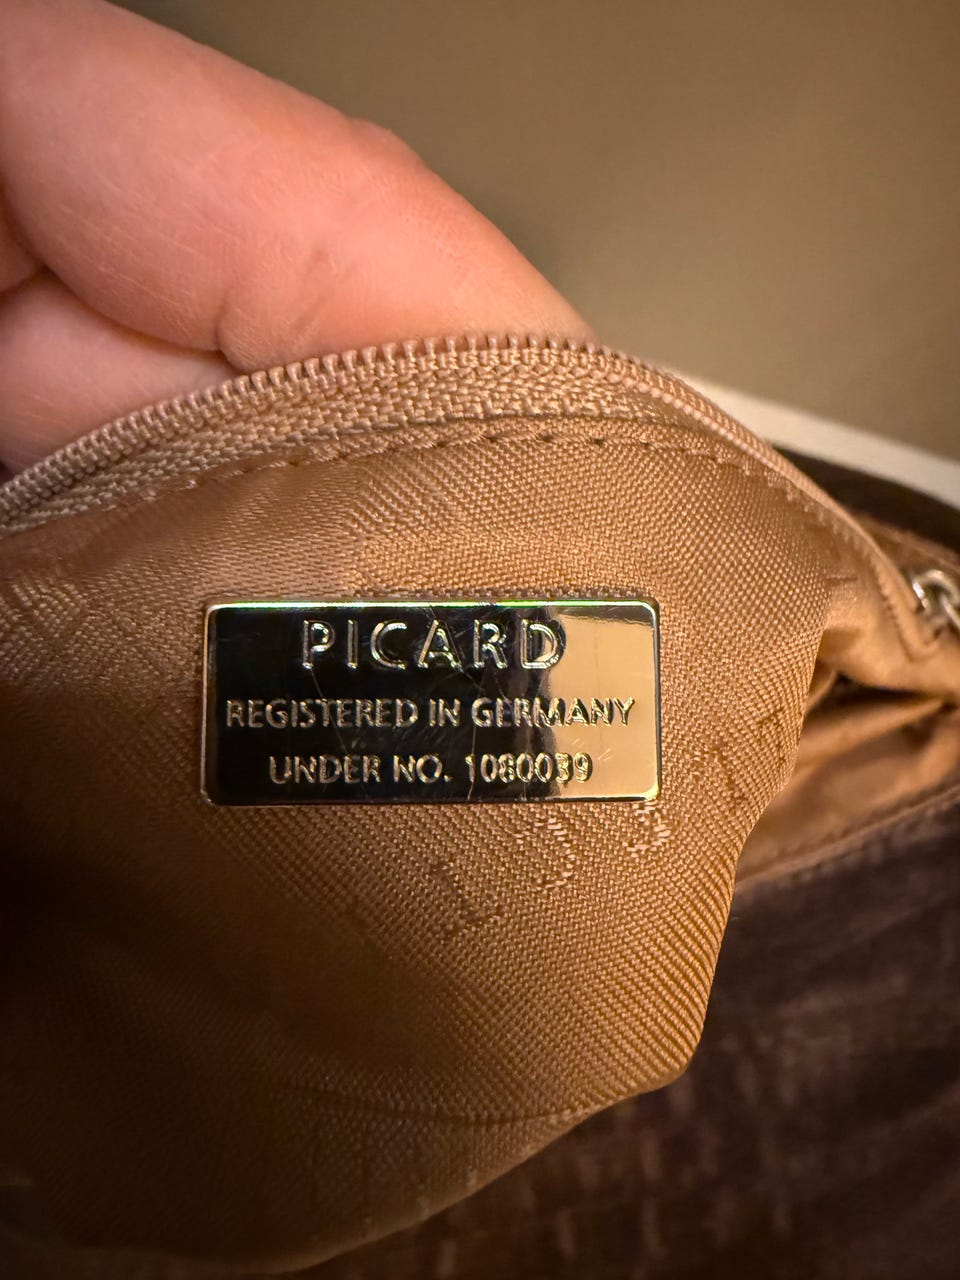 PICARD
REGISTERED IN GERMANY
UNDER NO. 1080039